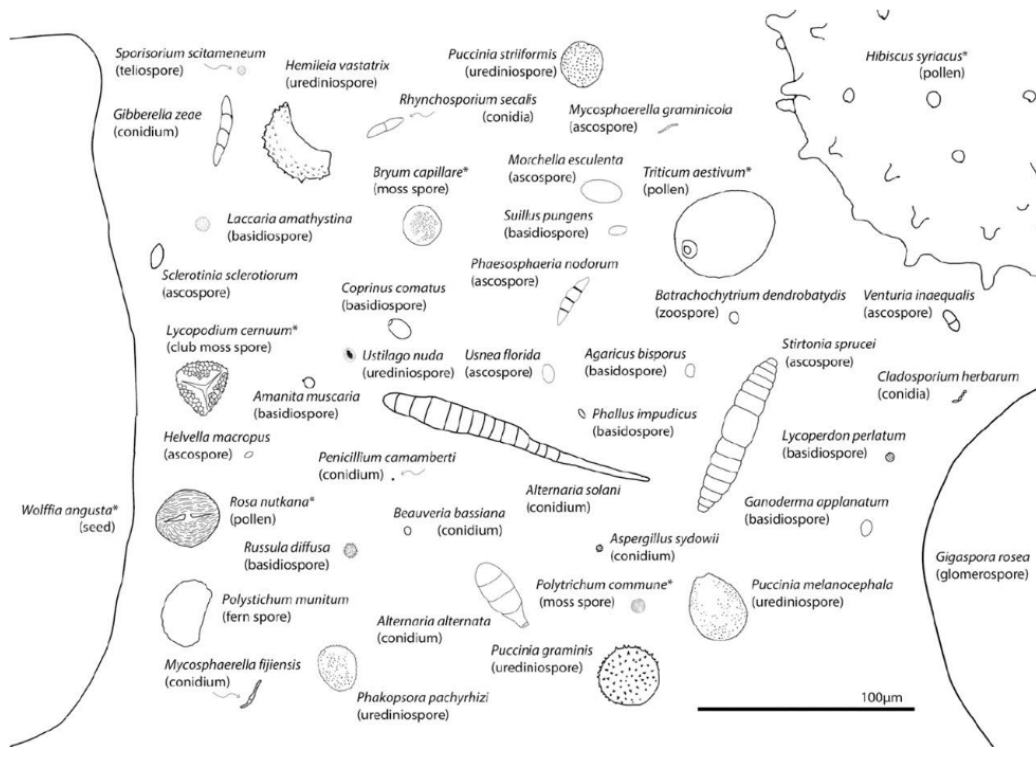 Sporisorium scitameneum
(teliospore)
Hemileia vastatrix
(urediniospore)
Puccinia striiformis
(urediniospore)
Hibiscus syriacus*
(pollen)
Gibberella zeae
(conidium)
Rhynchosporium secalis
(conidia)
Mycosphaerella graminicola
(ascospore)
Bryum capillare*
(moss spore)
Morchella esculenta
(ascospore)
Triticum aestivum*
(pollen)
Laccaria amathystina
(basidiospore)
Suillus pungens
(basidiospore)
Sclerotinia sclerotiorum
(ascospore)
Coprinus comatus
(basidiospore)
Phaesosphaeria nodorum
(ascospore)
Batrachochytrium dendrobatydis
(zoospore)
Venturia inaequalis
(ascospore)
Lycopodium cernuum*
(club moss spore)
Ustilago nuda
(urediniospore)
Usnea florida
(ascospore)
Agaricus bisporus
(basidospore)
Stirtonia sprucei
(ascospore)
Cladosporium herbarum
(conidia)
Amanita muscaria
(basidiospore)
Phallus impudicus
(basidospore)
Helvella macropus
(ascospore)
Penicillium camamberti
(conidium)
Lycoperdon perlatum
(basidiospore)
Alternaria solani
(conidium)
Wolffia angusta*
(seed)
Rosa nutkana*
(pollen)
Beauveria bassiana
(conidium)
Ganoderma applanatum
(basidiospore)
Russula diffusa
(basidiospore)
Aspergillus sydowii
(conidium)
Gigaspora rosea
(glomerospore)
Polystichum munitum
(fern spore)
Alternaria alternata
(conidium)
Polytrichum commune*
(moss spore)
Puccinia melanocephala
(urediniospore)
Mycosphaerella fijiensis
(conidium)
Phakopsora pachyrhizi
(urediniospore)
Puccinia graminis
(urediniospore)
100µm